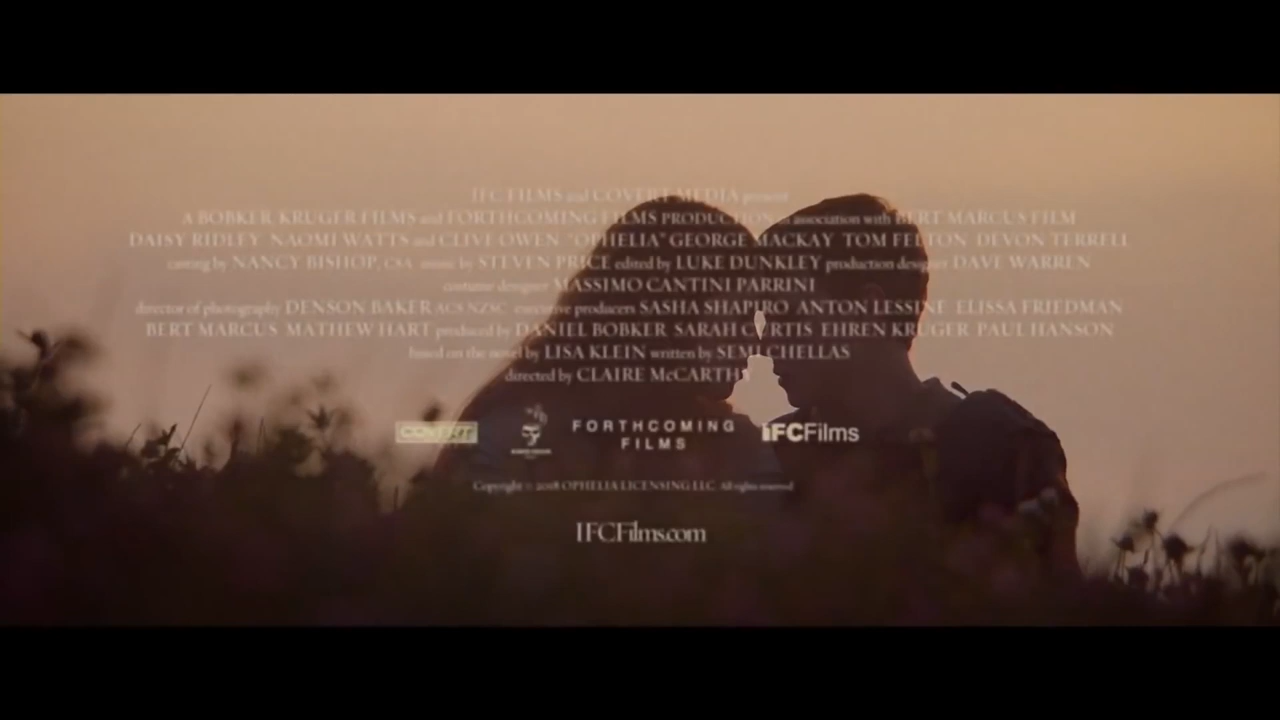 IFC FILMS and COVERT MEDIA present
A BOBKER KRUGER FILMS and FORTHCOMING FILMS PRODUCTION in association with BERT MARCUS FILM
DAISY RIDLEY NAOMI WATTS and CLIVE OWEN "OPHELIA" GEORGE MACKAY TOM FELTON DEVON TERRELL
casting by NANCY BISHOP, CSA music by STEVEN PRICE edited by LUKE DUNKLEY production designer DAVE WARREN
costume designer MASSIMO CANTINI PARRINI
director of photography DENSON BAKER ACS NZSC executive producers SASHA SHAPIRO ANTON LESSINE ELISSA FRIEDMAN
BERT MARCUS MATHEW HART produced by DANIEL BOBKER SARAH CURTIS EHREN KRUGER PAUL HANSON
based on the novel by LISA KLEIN written by SEMI CHELLAS
directed by CLAIRE McCARTHY
COVERT
FORTHCOMING
FILMS
IFCFilms
Copyright © 2018 OPHELIA LICENSING LLC All rights reserved
IFCFilms.com